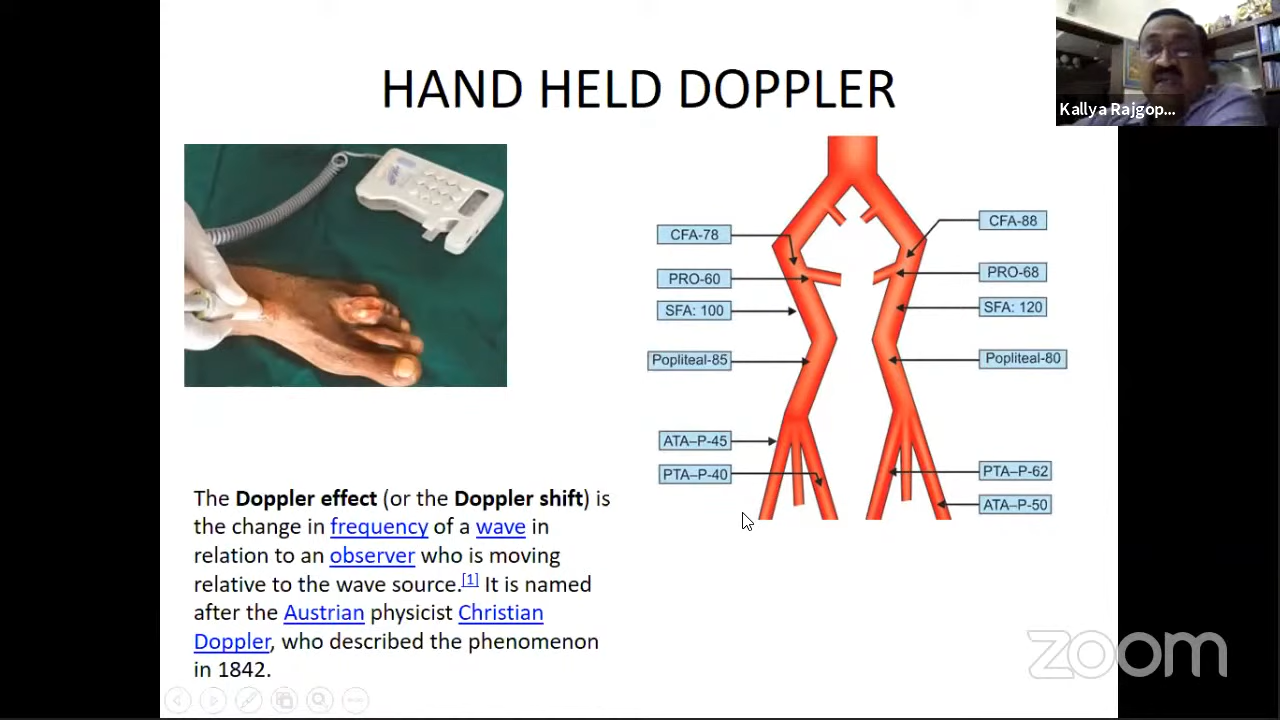 HAND HELD DOPPLER
Kallya Rajgop...
CFA-78
PRO-60
SFA: 100
Popliteal-85
ATA–P-45
PTA–P-40
CFA-88
PRO-68
SFA: 120
Popliteal-80
PTA–P-62
ATA–P-50
The Doppler effect (or the Doppler shift) is
the change in frequency of a wave in
relation to an observer who is moving
relative to the wave source.[1] It is named
after the Austrian physicist Christian
Doppler, who described the phenomenon
in 1842.
zoom